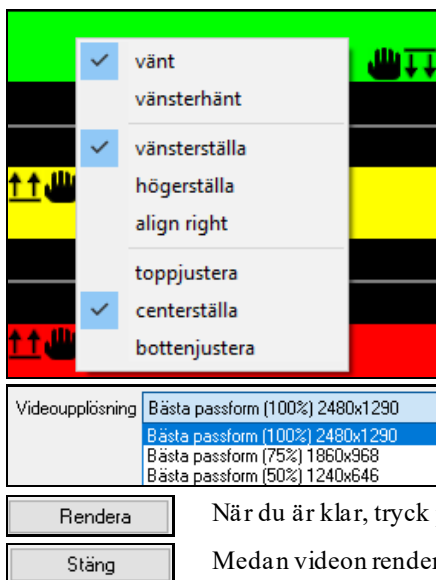 vänt
vänsterhänt
vänsterställa
högerställa
align right
toppjustera
centerställa
bottenjustera
Videoupplösning Bästa passform (100%) 2480x1290
Bästa passform (100%) 2480x1290
Bästa passform (75%) 1860x968
Bästa passform (50%) 1240x646
Rendera När du är klar, tryck
Stäng Medan videon render